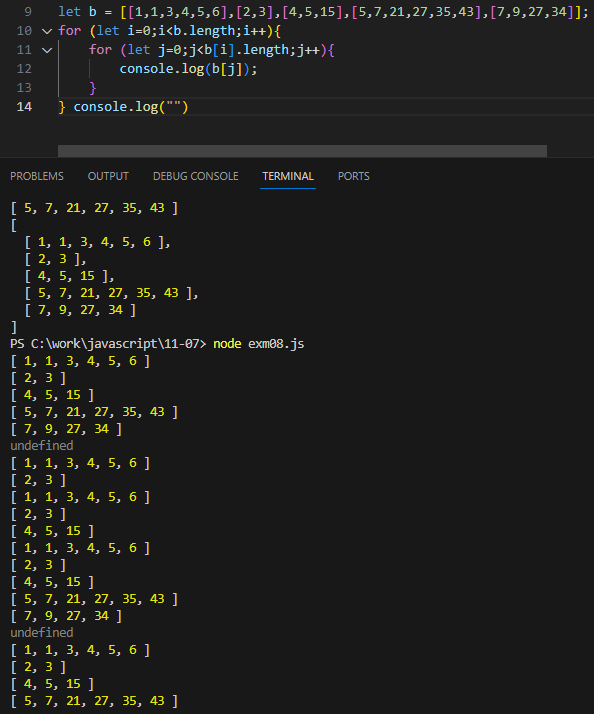 9 let b = [[1,1,3,4,5,6],[2,3],[4,5,15],[5,7,21,27,35,43],[7,9,27,34]];
10 for (let i=0;i<b.length;i++){
11 for (let j=0;j<b[i].length;j++){
12 console.log(b[j]);
13 }
14 } console.log("")
PROBLEMS OUTPUT DEBUG CONSOLE TERMINAL PORTS
[ 5, 7, 21, 27, 35, 43 ]
[
[ 1, 1, 3, 4, 5, 6 ],
[ 2, 3 ],
[ 4, 5, 15 ],
[ 5, 7, 21, 27, 35, 43 ],
[ 7, 9, 27, 34 ]
]
PS C:\work\javascript\11-07> node exm08.js
[ 1, 1, 3, 4, 5, 6 ]
[ 2, 3 ]
[ 4, 5, 15 ]
[ 5, 7, 21, 27, 35, 43 ]
[ 7, 9, 27, 34 ]
undefined
[ 1, 1, 3, 4, 5, 6 ]
[ 2, 3 ]
[ 1, 1, 3, 4, 5, 6 ]
[ 2, 3 ]
[ 4, 5, 15 ]
[ 1, 1, 3, 4, 5, 6 ]
[ 2, 3 ]
[ 4, 5, 15 ]
[ 5, 7, 21, 27, 35, 43 ]
[ 7, 9, 27, 34 ]
undefined
[ 1, 1, 3, 4, 5, 6 ]
[ 2, 3 ]
[ 4, 5, 15 ]
[ 5, 7, 21, 27, 35, 43 ]